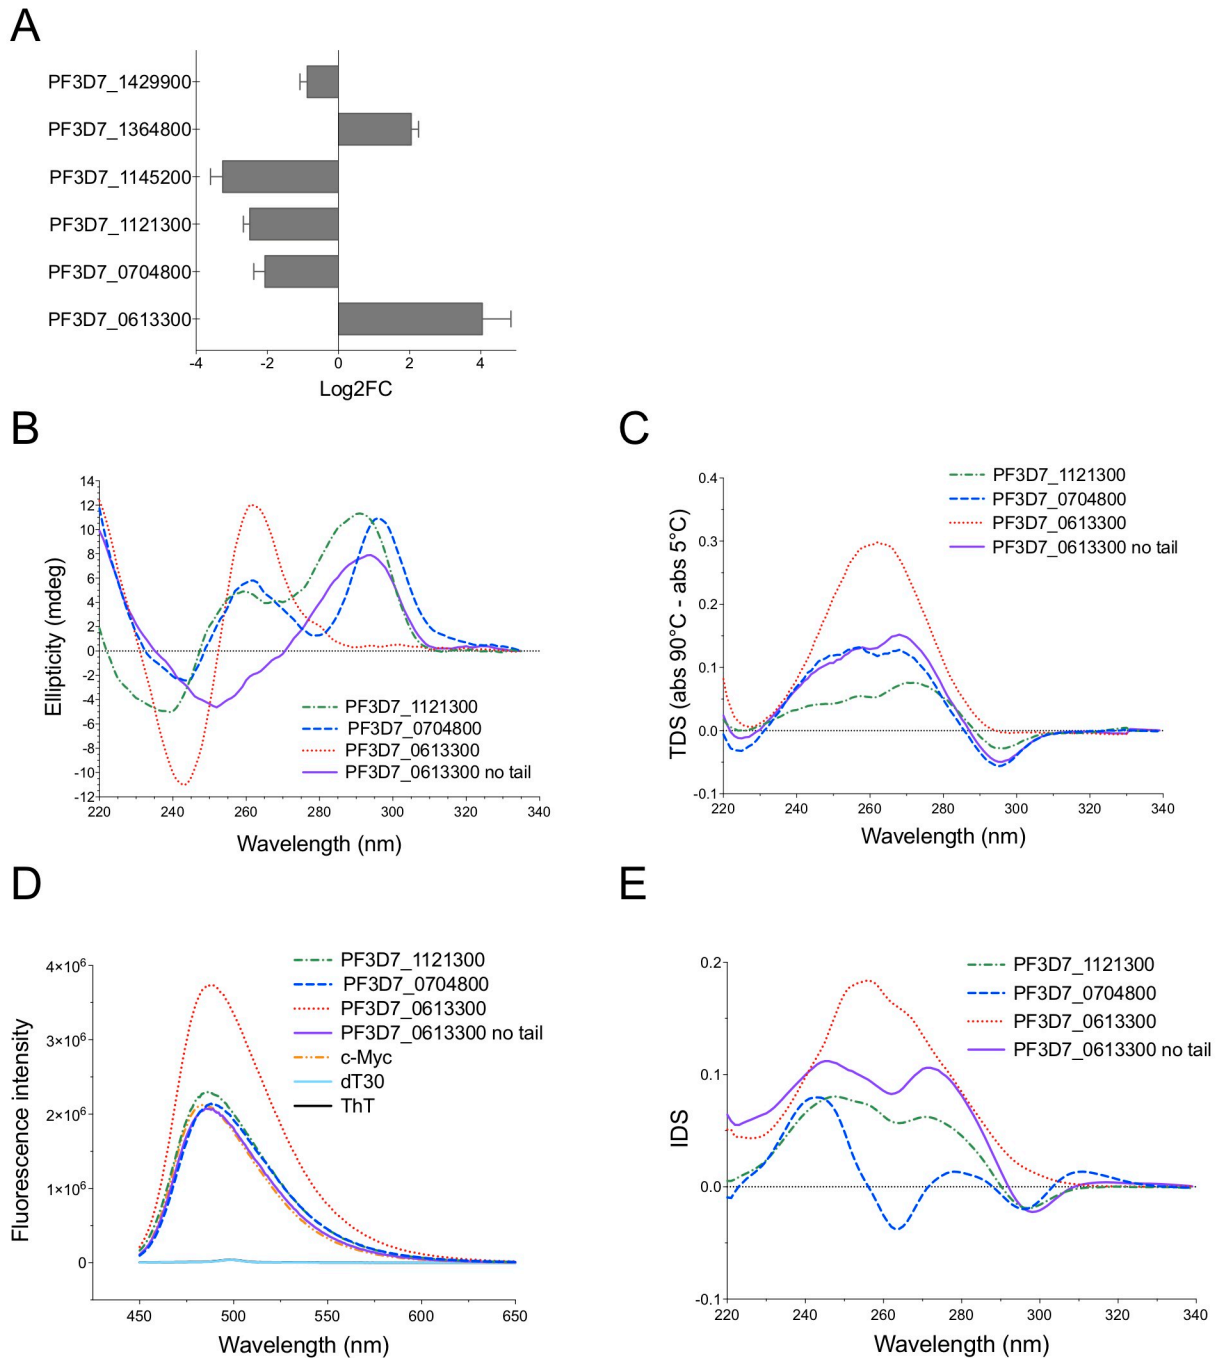 A
PF3D7_1429900
PF3D7_1364800
PF3D7_1145200
PF3D7_1121300
PF3D7_0704800
PF3D7_0613300
-4 -2 0 2 4
Log2FC
B
Ellipticity (mdeg)
14
12
10
8
6
4
2
0
-2
-4
-6
-8
-10
-12
PF3D7_1121300
PF3D7_0704800
PF3D7_0613300
PF3D7_0613300 no tail
220 240 260 280 300 320 340
Wavelength (nm)
C
TDS (abs 90°C - abs 5°C)
PF3D7_1121300
PF3D7_0704800
PF3D7_0613300
PF3D7_0613300 no tail
0.4
0.3
0.2
0.1
0.0
-0.1
220 240 260 280 300 320 340
Wavelength (nm)
D
Fluorescence intensity
PF3D7_1121300
PF3D7_0704800
PF3D7_0613300
PF3D7_0613300 no tail
c-Myc
dT30
ThT
4×10⁶
3×10⁶
2×10⁶
1×10⁶
0
450 500 550 600 650
Wavelength (nm)
E
IDS
PF3D7_1121300
PF3D7_0704800
PF3D7_0613300
PF3D7_0613300 no tail
0.2
0.1
0.0
-0.1
220 240 260 280 300 320 340
Wavelength (nm)